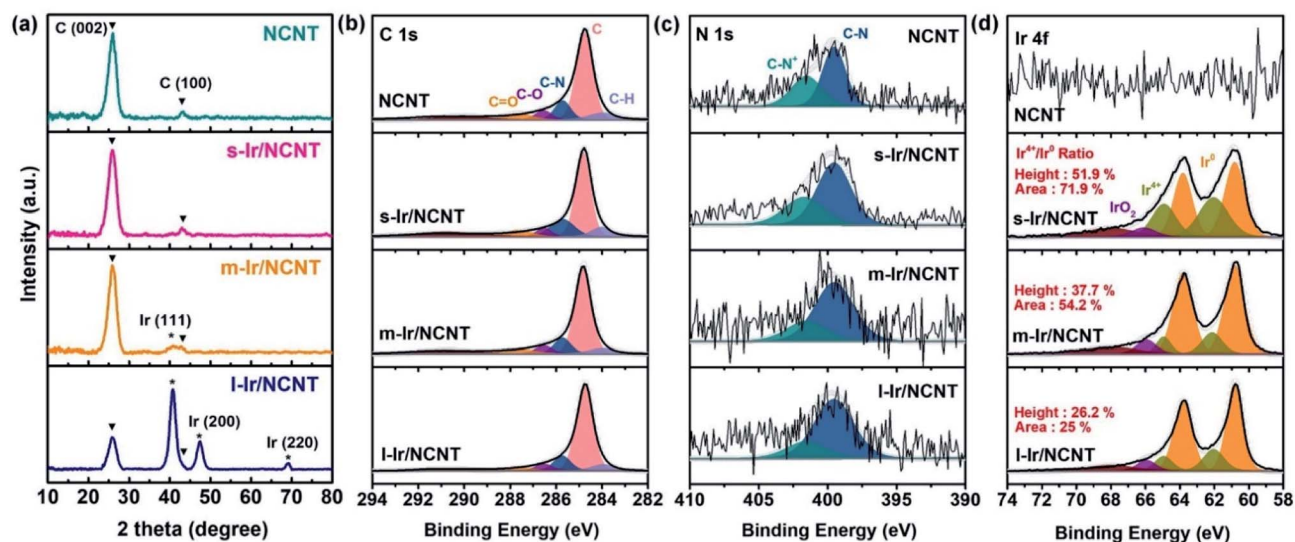 (a)
C (002)
NCNT
C (100)
s-Ir/NCNT
m-Ir/NCNT
Ir (111)
*
l-Ir/NCNT
*
Ir (200)
*
Ir (220)
*
Intensity (a.u.)
10 20 30 40 50 60 70 80
2 theta (degree)
(b)
C 1s
C
C-N
C-O
C=O
C-H
NCNT
s-Ir/NCNT
m-Ir/NCNT
l-Ir/NCNT
294 292 290 288 286 284 282
Binding Energy (eV)
(c)
N 1s
C-N
NCNT
C-N⁺
s-Ir/NCNT
m-Ir/NCNT
l-Ir/NCNT
410 405 400 395 390
Binding Energy (eV)
(d)
Ir 4f
NCNT
Ir⁴⁺/Ir⁰ Ratio
Height : 51.9 %
Area : 71.9 %
Ir⁰
Ir⁴⁺
IrO₂
s-Ir/NCNT
Height : 37.7 %
Area : 54.2 %
m-Ir/NCNT
Height : 26.2 %
Area : 25 %
l-Ir/NCNT
74 72 70 68 66 64 62 60 58
Binding Energy (eV)